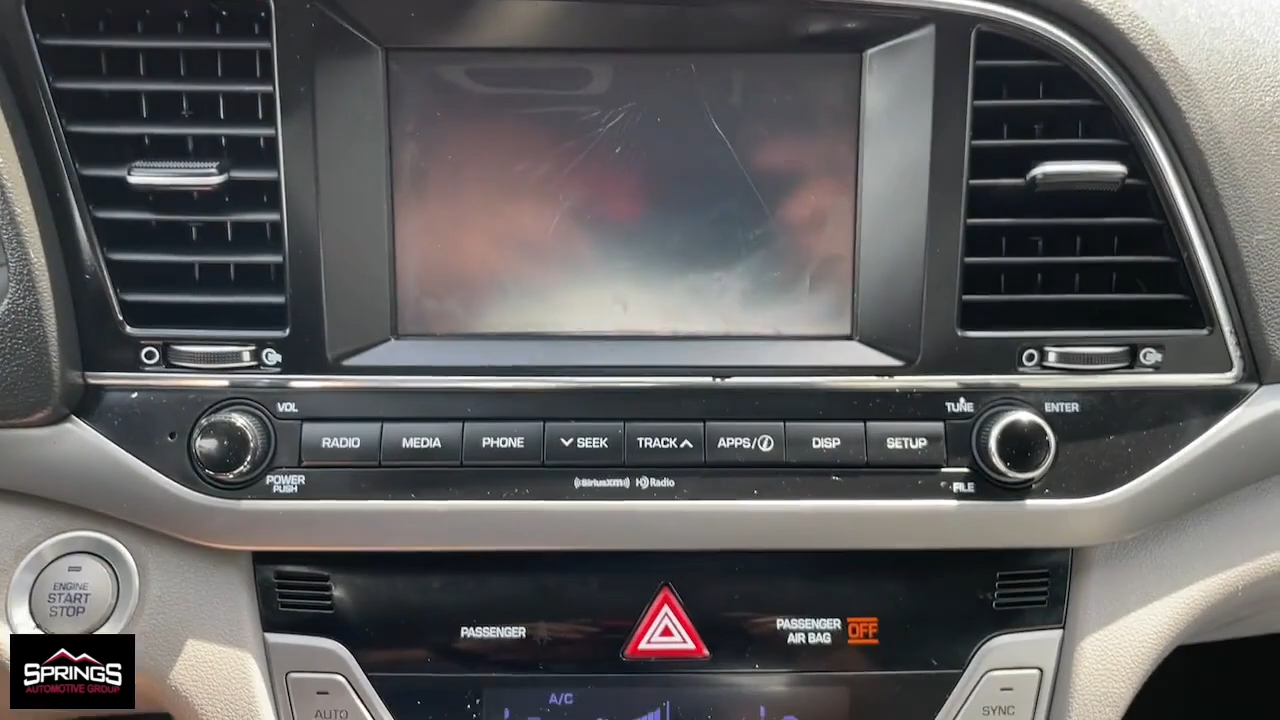 VOL
TUNE
ENTER
RADIO
MEDIA
PHONE
SEEK
TRACK
APPS/i
DISP
SETUP
POWER
PUSH
SiriusXM
HD Radio
FILE
ENGINE
START
STOP
PASSENGER
PASSENGER
AIR BAG
OFF
SPRINGS
AUTOMOTIVE GROUP
A/C
AUTO
SYNC